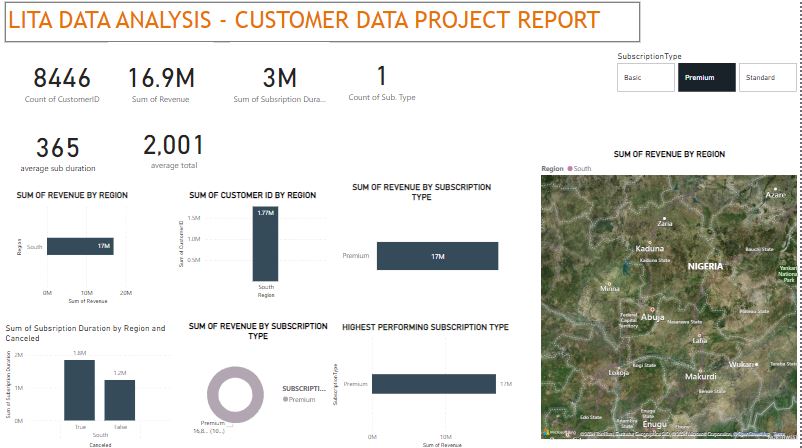 LITA DATA ANALYSIS - CUSTOMER DATA PROJECT REPORT
8446
Count of CustomerID
16.9M
Sum of Revenue
3M
Sum of Subsription Dura...
1
Count of Sub. Type
SubscriptionType
Basic
Premium
Standard
365
average sub duration
2,001
average total
SUM OF REVENUE BY REGION
Region
South
17M
0M 10M 20M
Sum of Revenue
SUM OF CUSTOMER ID BY REGION
Sum of CustomerID
1.5M
1.0M
0.5M
1.77M
South
Region
SUM OF REVENUE BY SUBSCRIPTION
TYPE
Premium
17M
Sum of Subsription Duration by Region and
Canceled
Sum of Subsription Duration
2M
1M
0M
1.8M
1.2M
True False
South
Canceled
SUM OF REVENUE BY SUBSCRIPTION
TYPE
SUBSCRIPTI...
Premium
Premium
16.8... (10...)
HIGHEST PERFORMING SUBSCRIPTION TYPE
SubscriptionType
Premium
17M
0M 10M
Sum of Revenue
SUM OF REVENUE BY REGION
Region South
Azare
Zaria
Kaduna
Kaduna State
Bauchi State
NIGERIA
Yankari
National
Park
Minna
Federal
Capital
Territory
Abuja
Nasarawa State
Plateau State
Lafia
Wukari
Taraba State
Lokoja
Kogi State
Makurdi
Benue State
Edo State
Anambra
State
Enugu
State
Enugu